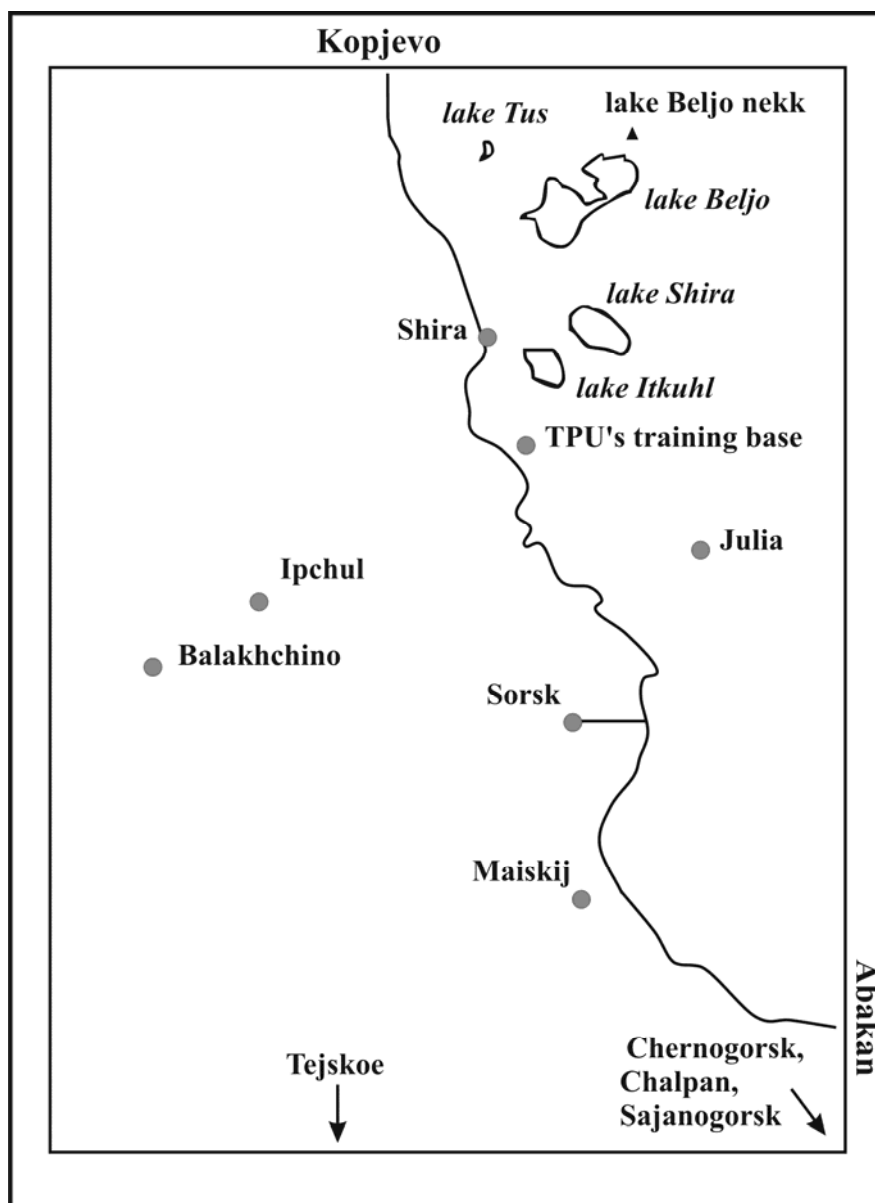 Kopjevo
lake Tus
lake Beljo nekk
lake Beljo
lake Shira
Shira
lake Itkuhl
TPU's training base
Julia
Ipchul
Balakhchino
Sorsk
Maiskij
Abakan
Tejskoe
Chernogorsk,
Chalpan,
Sajanogorsk